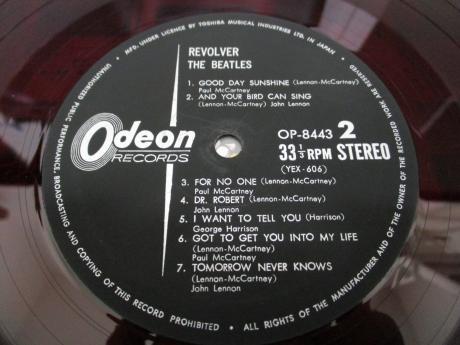 MFG. UNDER LICENCE BY TOSHIBA MUSICAL INDUSTRIES LTD. IN JAPAN
REVOLVER
THE BEATLES
1. GOOD DAY SUNSHINE (Lennon-McCartney)
Paul McCartney
2. AND YOUR BIRD CAN SING
(Lennon-McCartney) John Lennon
Odeon
RECORDS
OP-8443 2
33 1/3 RPM STEREO
(YEX-606)
3. FOR NO ONE (Lennon-McCartney)
Paul McCartney
4. DR. ROBERT (Lennon-McCartney)
John Lennon
5. I WANT TO TELL YOU (Harrison)
George Harrison
6. GOT TO GET YOU INTO MY LIFE
(Lennon-McCartney)
Paul McCartney
7. TOMORROW NEVER KNOWS
(Lennon-McCartney)
John Lennon
ALL RIGHTS OF THE MANUFACTURER AND OF THE OWNER OF THE RECORDED WORK ARE RESERVED
UNAUTHORIZED PUBLIC PERFORMANCE, BROADCASTING AND COPYING OF THIS RECORD PROHIBITED